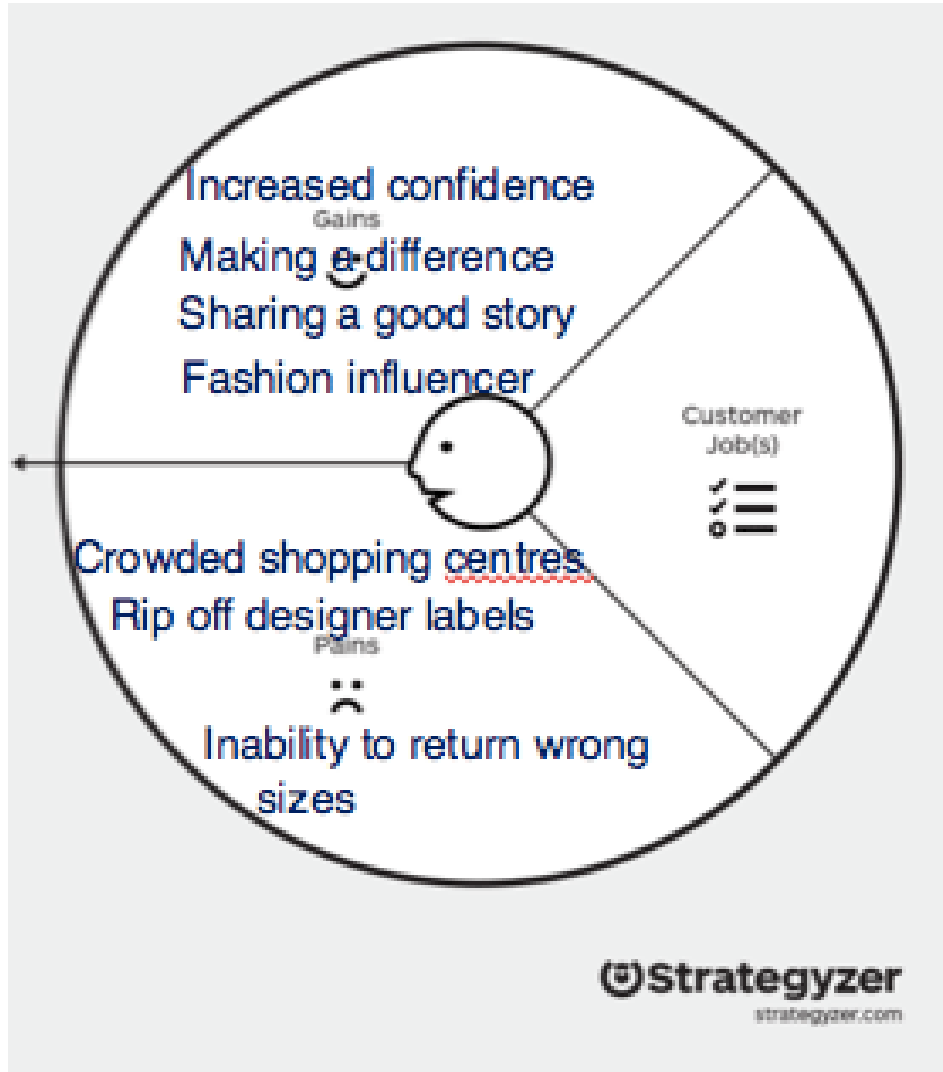 Increased confidence
Gains
Making a difference
Sharing a good story
Fashion influencer
Customer
Job(s)
Crowded shopping centres
Rip off designer labels
Pains
Inability to return wrong
sizes
Strategyzer
strategyzer.com